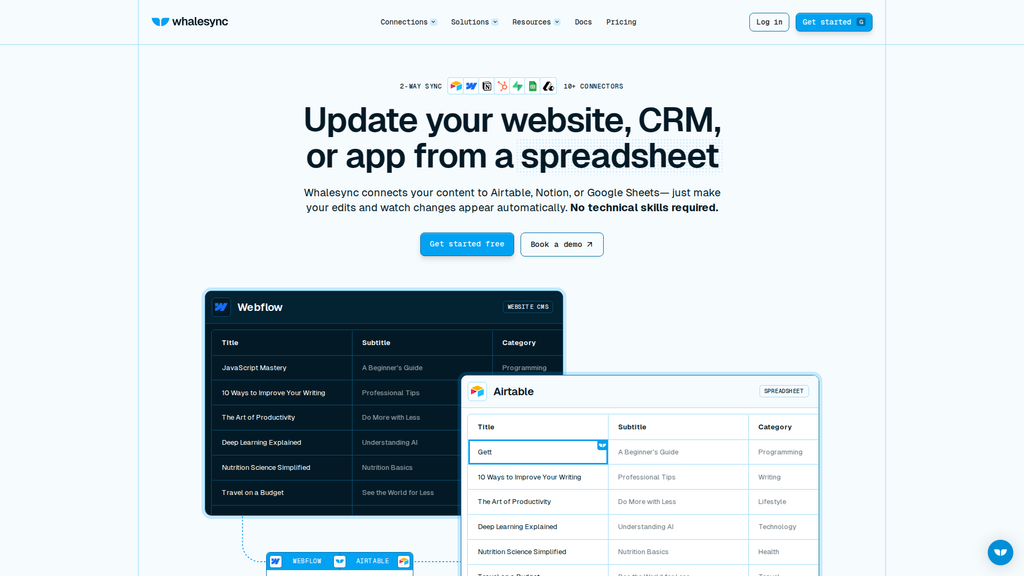 whalesync
Connections
Solutions
Resources
Docs
Pricing
Log in
Get started G
2-WAY SYNC
10+ CONNECTORS
Update your website, CRM,
or app from a spreadsheet
Whalesync connects your content to Airtable, Notion, or Google Sheets— just make
your edits and watch changes appear automatically. No technical skills required.
Get started free
Book a demo
Webflow
WEBSITE CMS
Title Subtitle Category
JavaScript Mastery A Beginner's Guide Programming
10 Ways to Improve Your Writing Professional Tips
The Art of Productivity Do More with Less
Deep Learning Explained Understanding AI
Nutrition Science Simplified Nutrition Basics
Travel on a Budget See the World for Less
Airtable
SPREADSHEET
Title Subtitle Category
Gett A Beginner's Guide Programming
10 Ways to Improve Your Writing Professional Tips Writing
The Art of Productivity Do More with Less Lifestyle
Deep Learning Explained Understanding AI Technology
Nutrition Science Simplified Nutrition Basics Health
WEBFLOW AIRTABLE